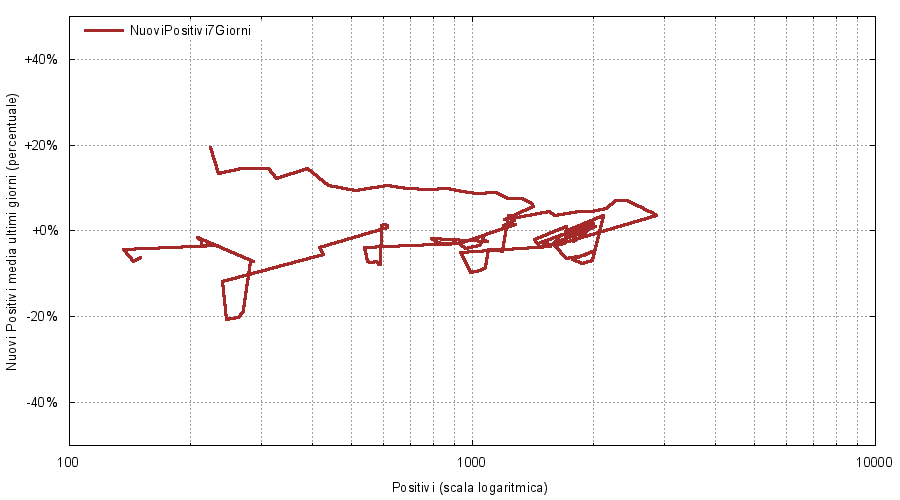 NuoviPositivi7Giorni
+40%
+20%
+0%
-20%
-40%
Nuovi Positivi media ultimi giorni (percentuale)
100
1000
10000
Positivi (scala logaritmica)